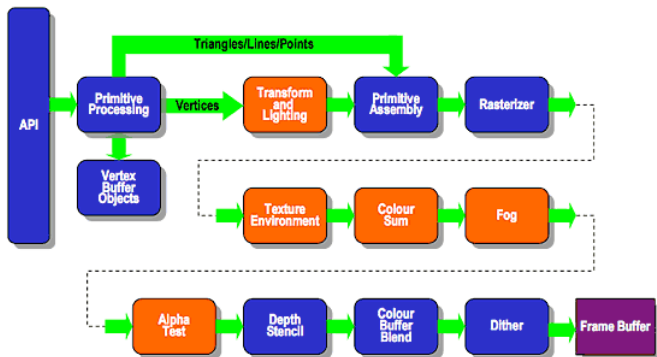 Triangles/Lines/Points
API
Primitive
Processing
Vertices
Transform
and
Lighting
Primitive
Assembly
Rasterizer
Vertex
Buffer
Objects
Texture
Environment
Colour
Sum
Fog
Alpha
Test
Depth
Stencil
Colour
Buffer
Blend
Dither
Frame Buffer